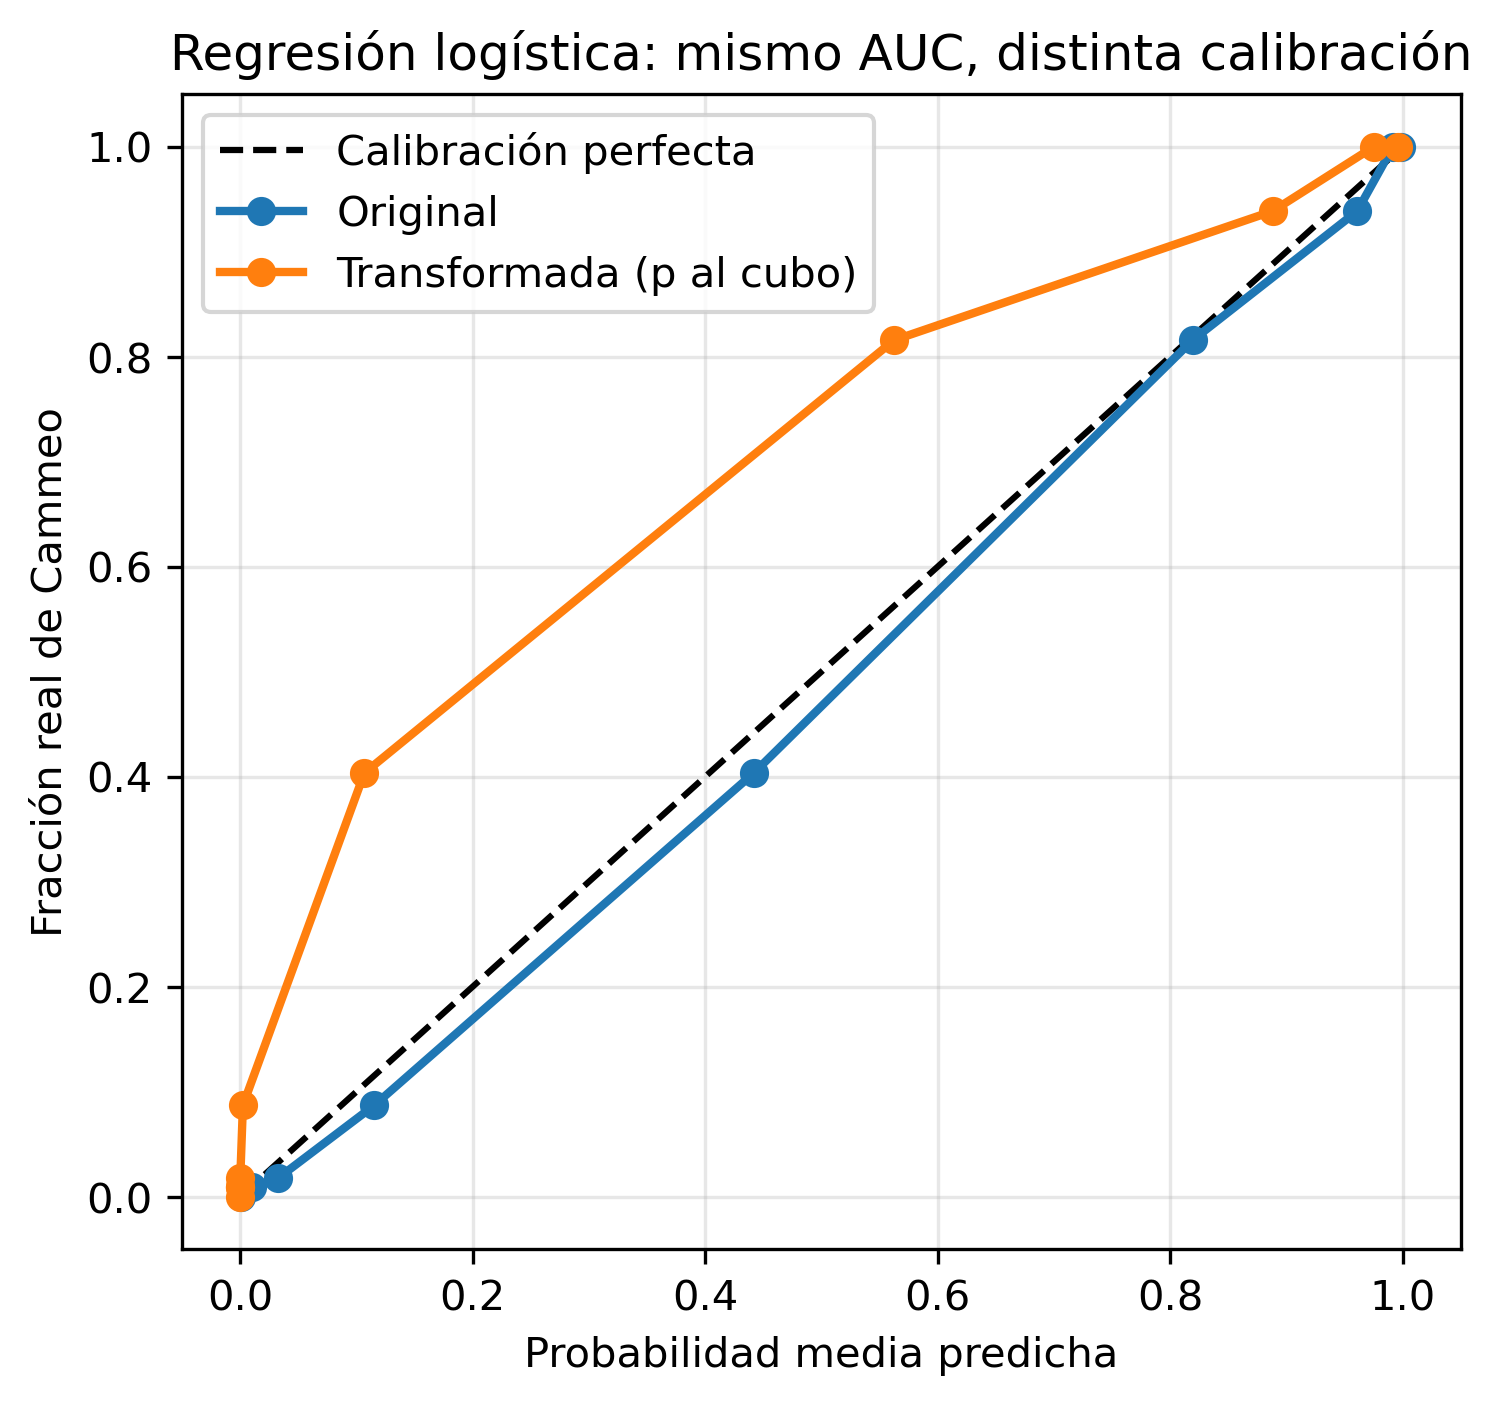 Regresión logística: mismo AUC, distinta calibración
Calibración perfecta
Original
Transformada (p al cubo)
Fracción real de Cammeo
1.0
0.8
0.6
0.4
0.2
0.0
0.0 0.2 0.4 0.6 0.8 1.0
Probabilidad media predicha